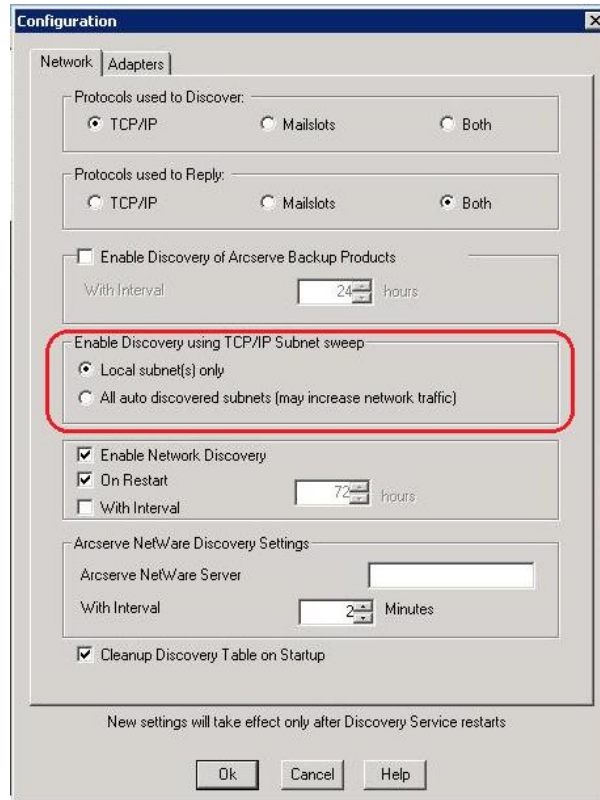 Configuration
Network Adapters
Protocols used to Discover:
TCP/IP Mailslots Both
Protocols used to Reply:
TCP/IP Mailslots Both
Enable Discovery of Arcserve Backup Products
With Interval 24 hours
Enable Discovery using TCP/IP Subnet sweep
Local subnet(s) only
All auto discovered subnets (may increase network traffic)
Enable Network Discovery
On Restart
72 hours
With Interval
Arcserve NetWare Discovery Settings
Arcserve NetWare Server
With Interval 2 Minutes
Cleanup Discovery Table on Startup
New settings will take effect only after Discovery Service restarts
Ok Cancel Help